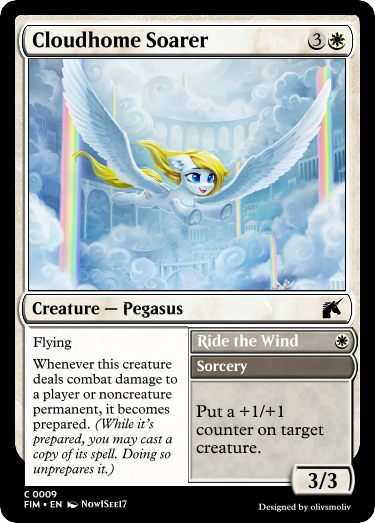 Cloudhome Soarer 3
Creature — Pegasus
Flying
Whenever this creature
deals combat damage to
a player or noncreature
permanent, it becomes
prepared. (While it's
prepared, you may cast a
copy of its spell. Doing so
unprepares it.)
Ride the Wind
Sorcery
Put a +1/+1
counter on target
creature.
3/3
C 0009
FIM • EN NowISee17
Designed by olivsmoliv